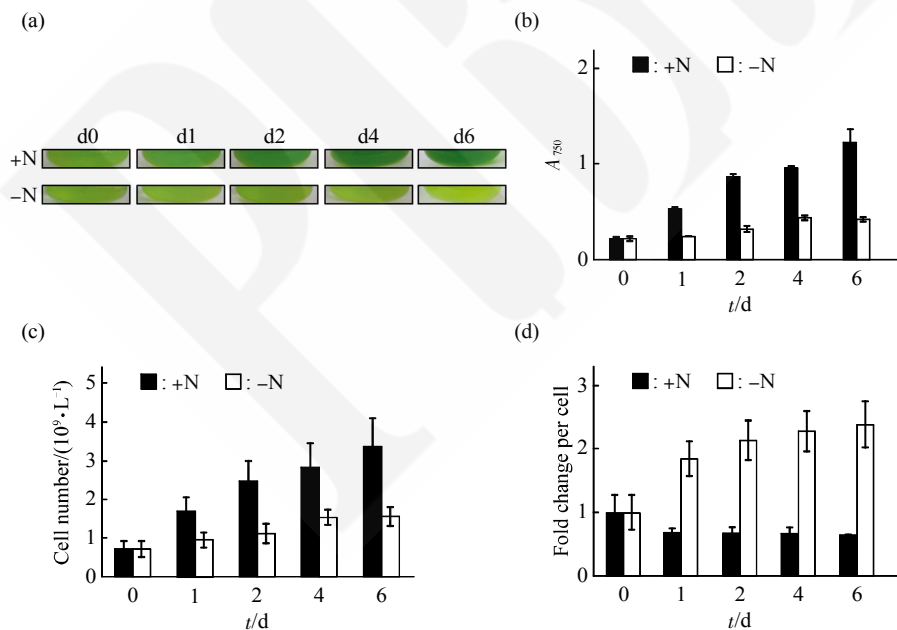 (a)
d0 d1 d2 d4 d6
+N
−N
(b)
■: +N □: −N
2
1
0
A750
0 1 2 4 6
t/d
(c)
■: +N □: −N
5
4
3
2
1
0
Cell number/(10⁹·L⁻¹)
0 1 2 4 6
t/d
(d)
■: +N □: −N
3
2
1
0
Fold change per cell
0 1 2 4 6
t/d